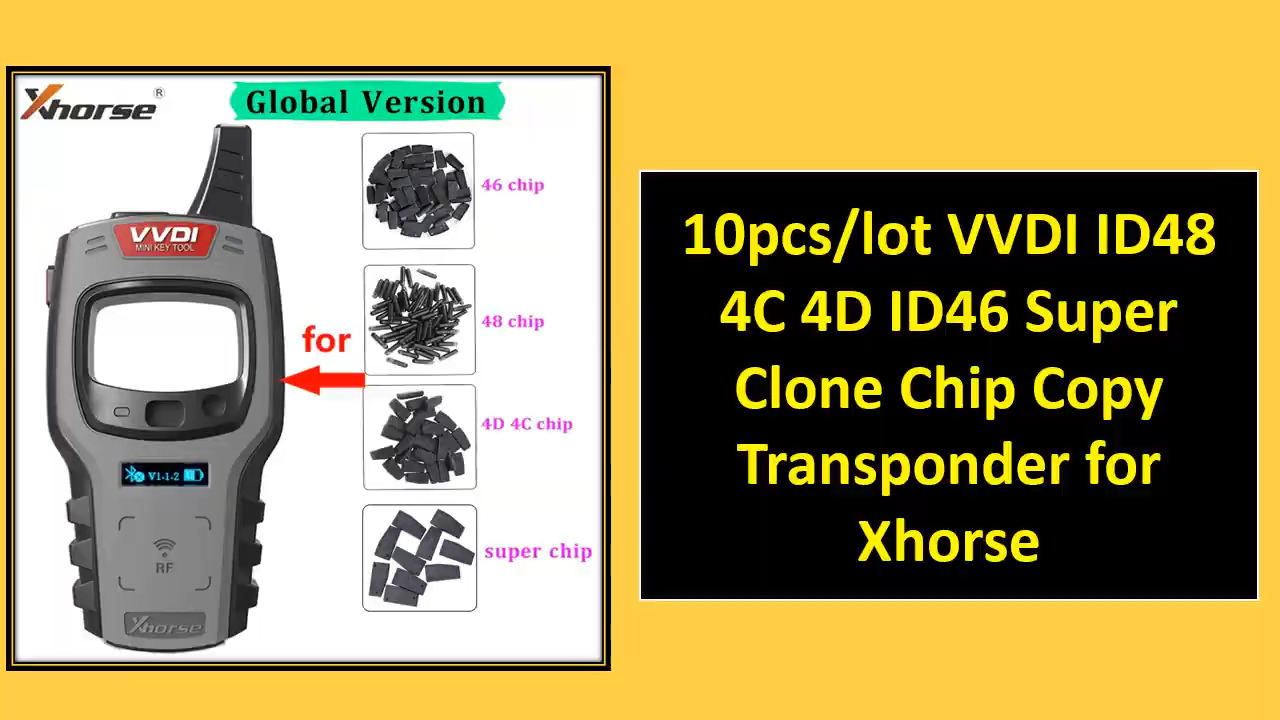 Xhorse ®
Global Version
46 chip
VVDI
MINI KEY TOOL
48 chip
for
4D 4C chip
V1-1-2
super chip
RF
Xhorse
10pcs/lot VVDI ID48
4C 4D ID46 Super
Clone Chip Copy
Transponder for
Xhorse